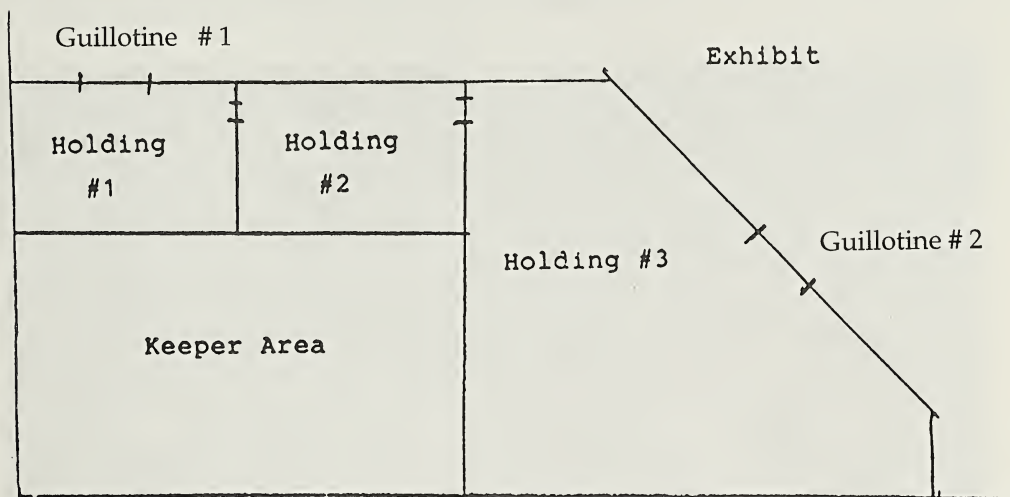 Guillotine #1
Exhibit
Holding
#1
Holding
#2
Guillotine # 2
Holding #3
Keeper Area